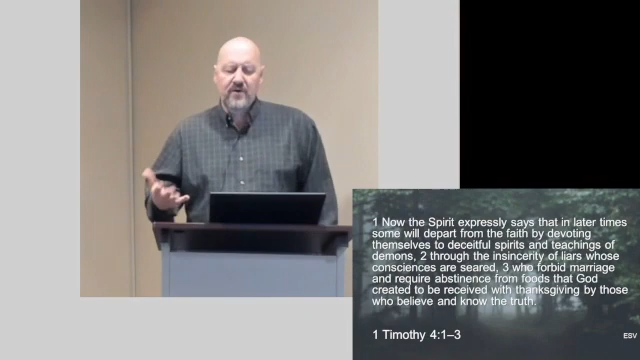 1 Now the Spirit expressly says that in later times
some will depart from the faith by devoting
themselves to deceitful spirits and teachings of
demons, 2 through the insincerity of liars whose
consciences are seared, 3 who forbid marriage
and require abstinence from foods that God
created to be received with thanksgiving by those
who believe and know the truth.
1 Timothy 4:1–3
ESV